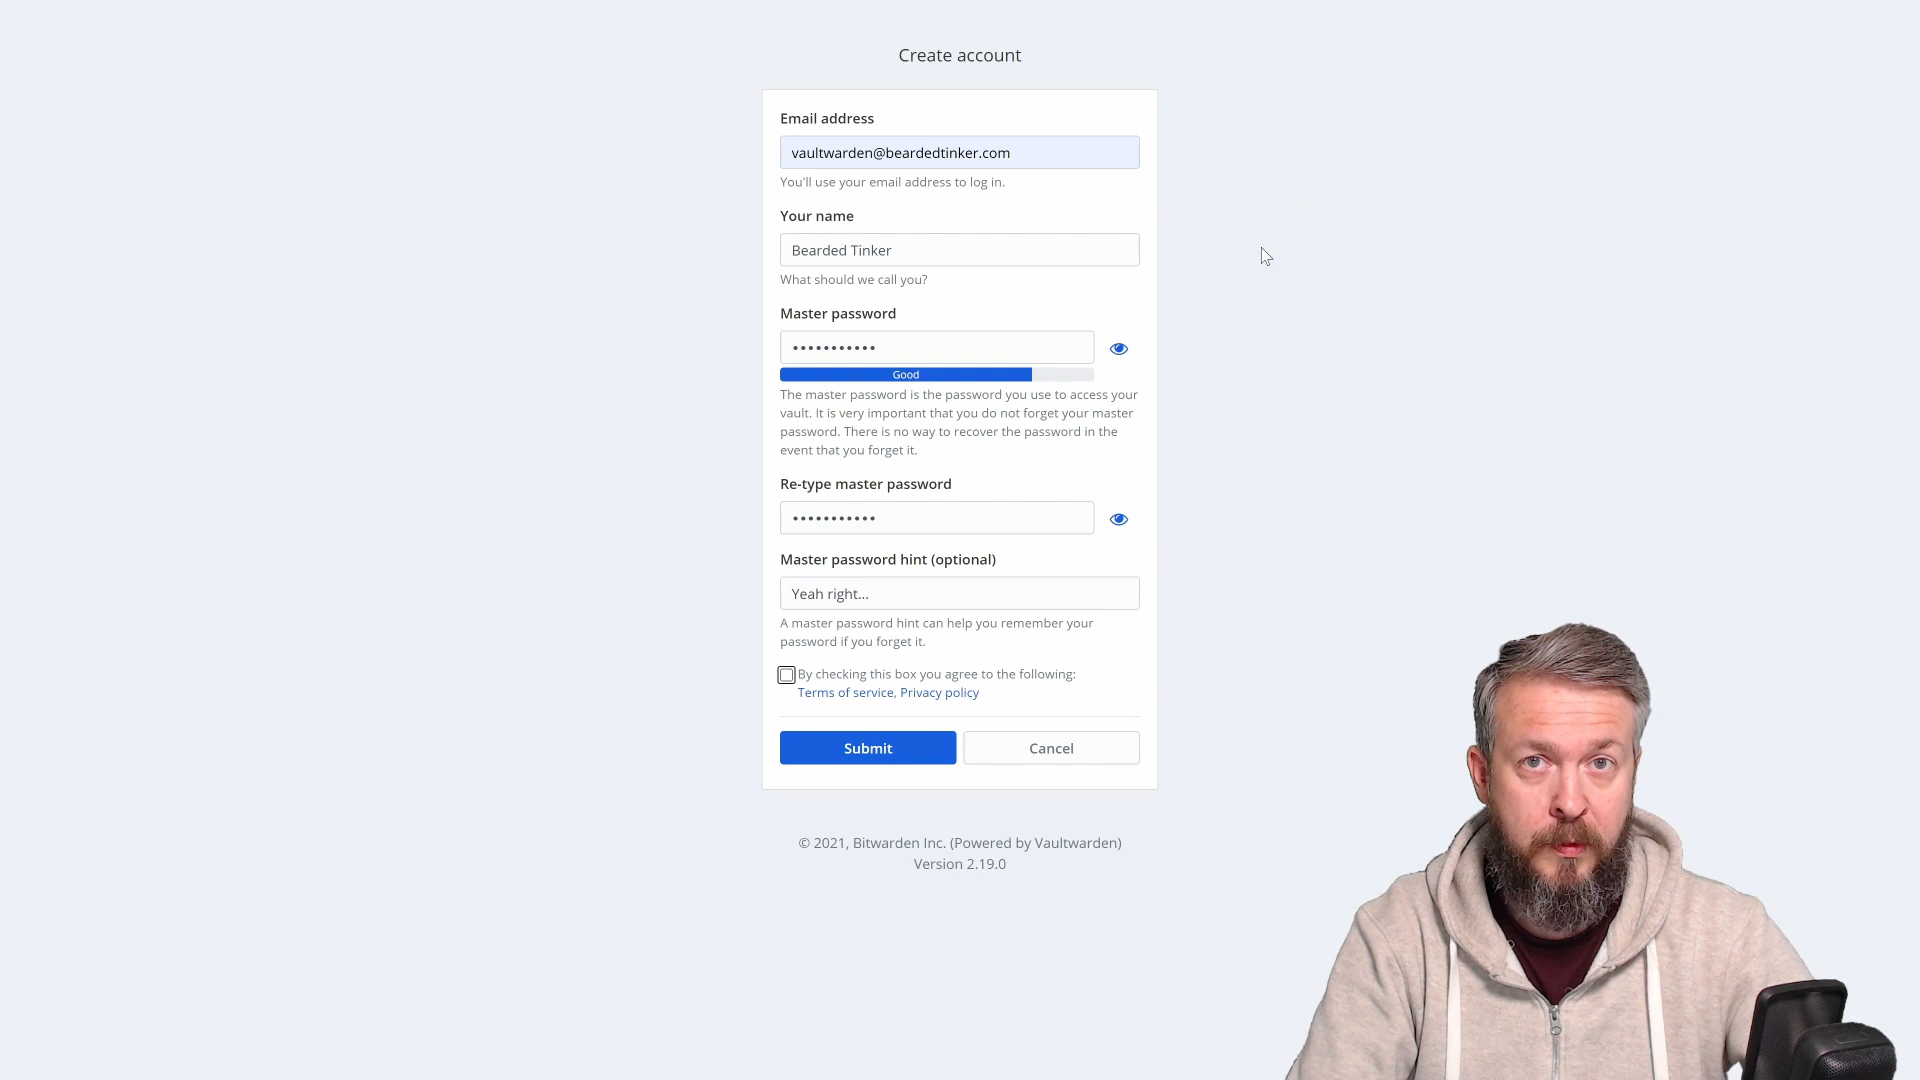 Create account
Email address
vaultwarden@beardedtinker.com
You'll use your email address to log in.
Your name
Bearded Tinker
What should we call you?
Master password
•••••••••••
Good
The master password is the password you use to access your
vault. It is very important that you do not forget your master
password. There is no way to recover the password in the
event that you forget it.
Re-type master password
•••••••••••
Master password hint (optional)
Yeah right...
A master password hint can help you remember your
password if you forget it.
By checking this box you agree to the following:
Terms of service, Privacy policy
Submit Cancel
© 2021, Bitwarden Inc. (Powered by Vaultwarden)
Version 2.19.0